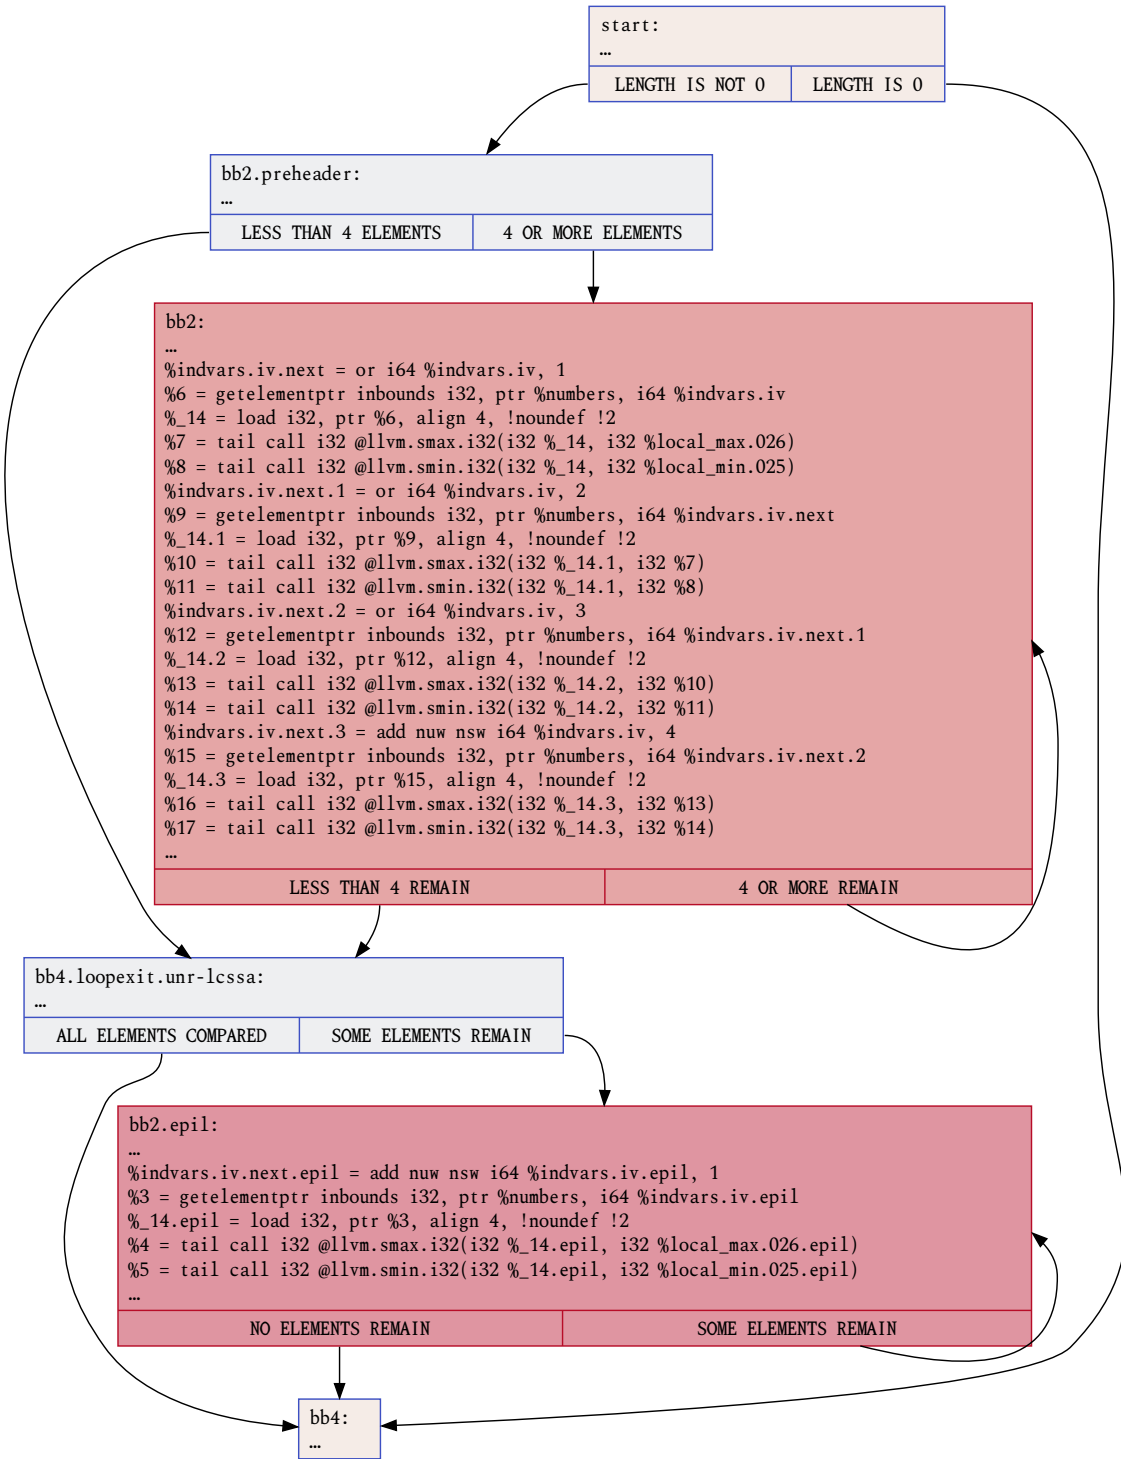 start:
…
LENGTH IS NOT 0 LENGTH IS 0
bb2.preheader:
…
LESS THAN 4 ELEMENTS 4 OR MORE ELEMENTS
bb2:
…
%indvars.iv.next = or i64 %indvars.iv, 1
%6 = getelementptr inbounds i32, ptr %numbers, i64 %indvars.iv
%_14 = load i32, ptr %6, align 4, !noundef !2
%7 = tail call i32 @llvm.smax.i32(i32 %_14, i32 %local_max.026)
%8 = tail call i32 @llvm.smin.i32(i32 %_14, i32 %local_min.025)
%indvars.iv.next.1 = or i64 %indvars.iv, 2
%9 = getelementptr inbounds i32, ptr %numbers, i64 %indvars.iv.next
%_14.1 = load i32, ptr %9, align 4, !noundef !2
%10 = tail call i32 @llvm.smax.i32(i32 %_14.1, i32 %7)
%11 = tail call i32 @llvm.smin.i32(i32 %_14.1, i32 %8)
%indvars.iv.next.2 = or i64 %indvars.iv, 3
%12 = getelementptr inbounds i32, ptr %numbers, i64 %indvars.iv.next.1
%_14.2 = load i32, ptr %12, align 4, !noundef !2
%13 = tail call i32 @llvm.smax.i32(i32 %_14.2, i32 %10)
%14 = tail call i32 @llvm.smin.i32(i32 %_14.2, i32 %11)
%indvars.iv.next.3 = add nuw nsw i64 %indvars.iv, 4
%15 = getelementptr inbounds i32, ptr %numbers, i64 %indvars.iv.next.2
%_14.3 = load i32, ptr %15, align 4, !noundef !2
%16 = tail call i32 @llvm.smax.i32(i32 %_14.3, i32 %13)
%17 = tail call i32 @llvm.smin.i32(i32 %_14.3, i32 %14)
…
LESS THAN 4 REMAIN 4 OR MORE REMAIN
bb4.loopexit.unr-lcssa:
…
ALL ELEMENTS COMPARED SOME ELEMENTS REMAIN
bb2.epil:
…
%indvars.iv.next.epil = add nuw nsw i64 %indvars.iv.epil, 1
%3 = getelementptr inbounds i32, ptr %numbers, i64 %indvars.iv.epil
%_14.epil = load i32, ptr %3, align 4, !noundef !2
%4 = tail call i32 @llvm.smax.i32(i32 %_14.epil, i32 %local_max.026.epil)
%5 = tail call i32 @llvm.smin.i32(i32 %_14.epil, i32 %local_min.025.epil)
…
NO ELEMENTS REMAIN SOME ELEMENTS REMAIN
bb4:
…